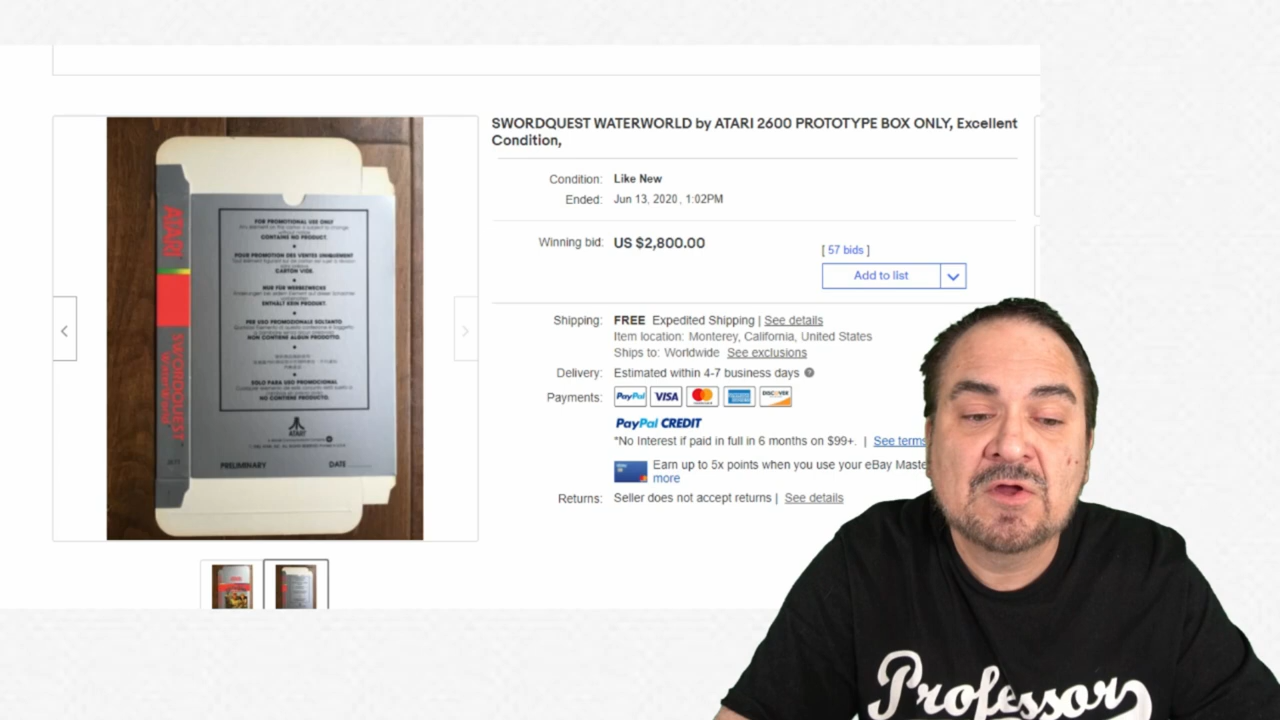 SWORDQUEST WATERWORLD by ATARI 2600 PROTOTYPE BOX ONLY, Excellent
Condition,
Condition: Like New
Ended: Jun 13, 2020 , 1:02PM
Winning bid: US $2,800.00
[ 57 bids ]
Add to list
Shipping: FREE Expedited Shipping | See details
Item location: Monterey, California, United States
Ships to: Worldwide See exclusions
Delivery: Estimated within 4-7 business days
Payments: PayPal VISA
DISCOVER
PayPal CREDIT
*No Interest if paid in full in 6 months on $99+. | See terms
Earn up to 5x points when you use your eBay Maste
more
Returns: Seller does not accept returns | See details
ATARI
SWORDQUEST
FOR PROMOTIONAL USE ONLY
CONTAINS NO PRODUCT.
POUR PROMOTION DES VENTES UNIQUEMENT
CARTON VIDE.
NUR FÜR WERBEZWECKE
ENTHÄLT KEIN PRODUKT.
PER USO PROMOZIONALE SOLTANTO
NON CONTIENE ALCUN PRODOTTO.
SOLO PARA USO PROMOCIONAL
NO CONTIENE PRODUCTO.
ATARI
PRELIMINARY DATE
Professor